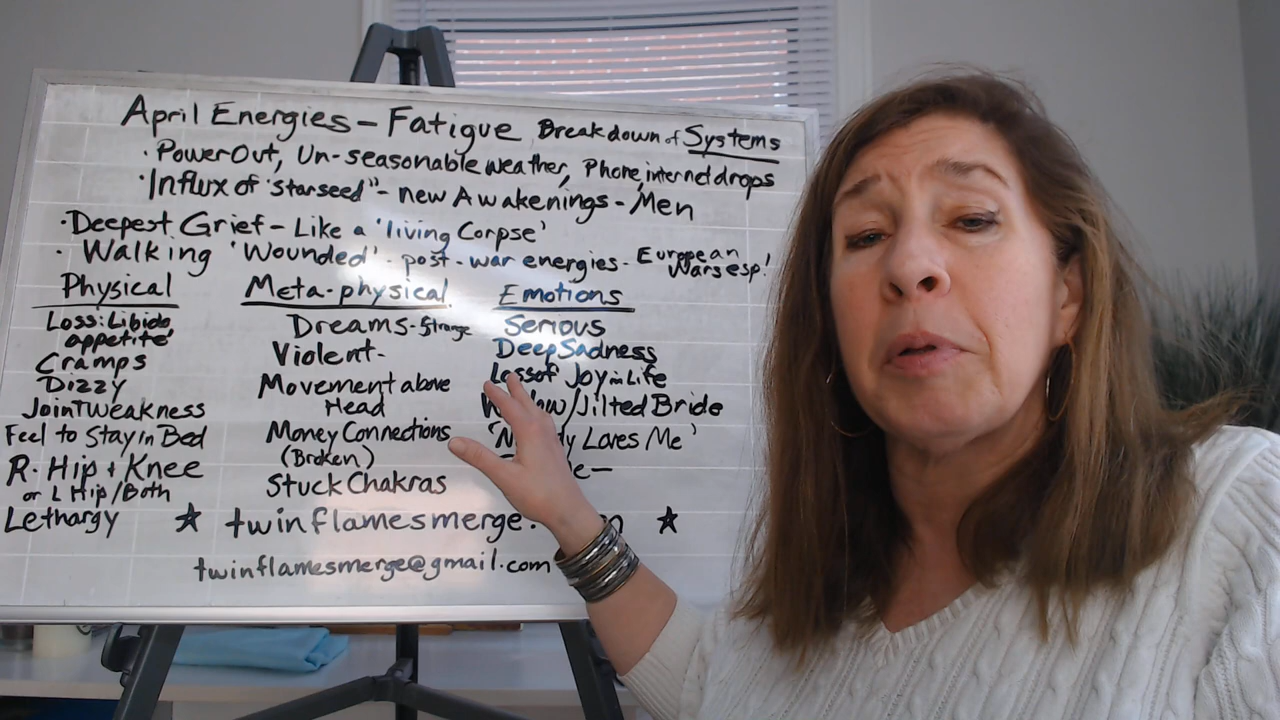 April Energies - Fatigue Breakdown of Systems
· Power Out, Un-seasonable weather, Phone, internet drops
· Influx of "starseed" - new Awakenings - Men
· Deepest Grief - Like a 'living Corpse'
· Walking 'Wounded' - post-war energies - European Wars esp!
Physical
Loss: Libido, appetite
Cramps
Dizzy
Joint Weakness
Feel to Stay in Bed
R. Hip + Knee
or L Hip/Both
Lethargy
Meta-physical
Dreams - Strange
Violent -
Movement above
Head
Money Connections
(Broken)
Stuck Chakras
Emotions
Serious
Deep Sadness
Loss of Joy in Life
/Jilted Bride
Loves Me'
☆ twinflamesmerge. ☆
twinflamesmerge@gmail.com